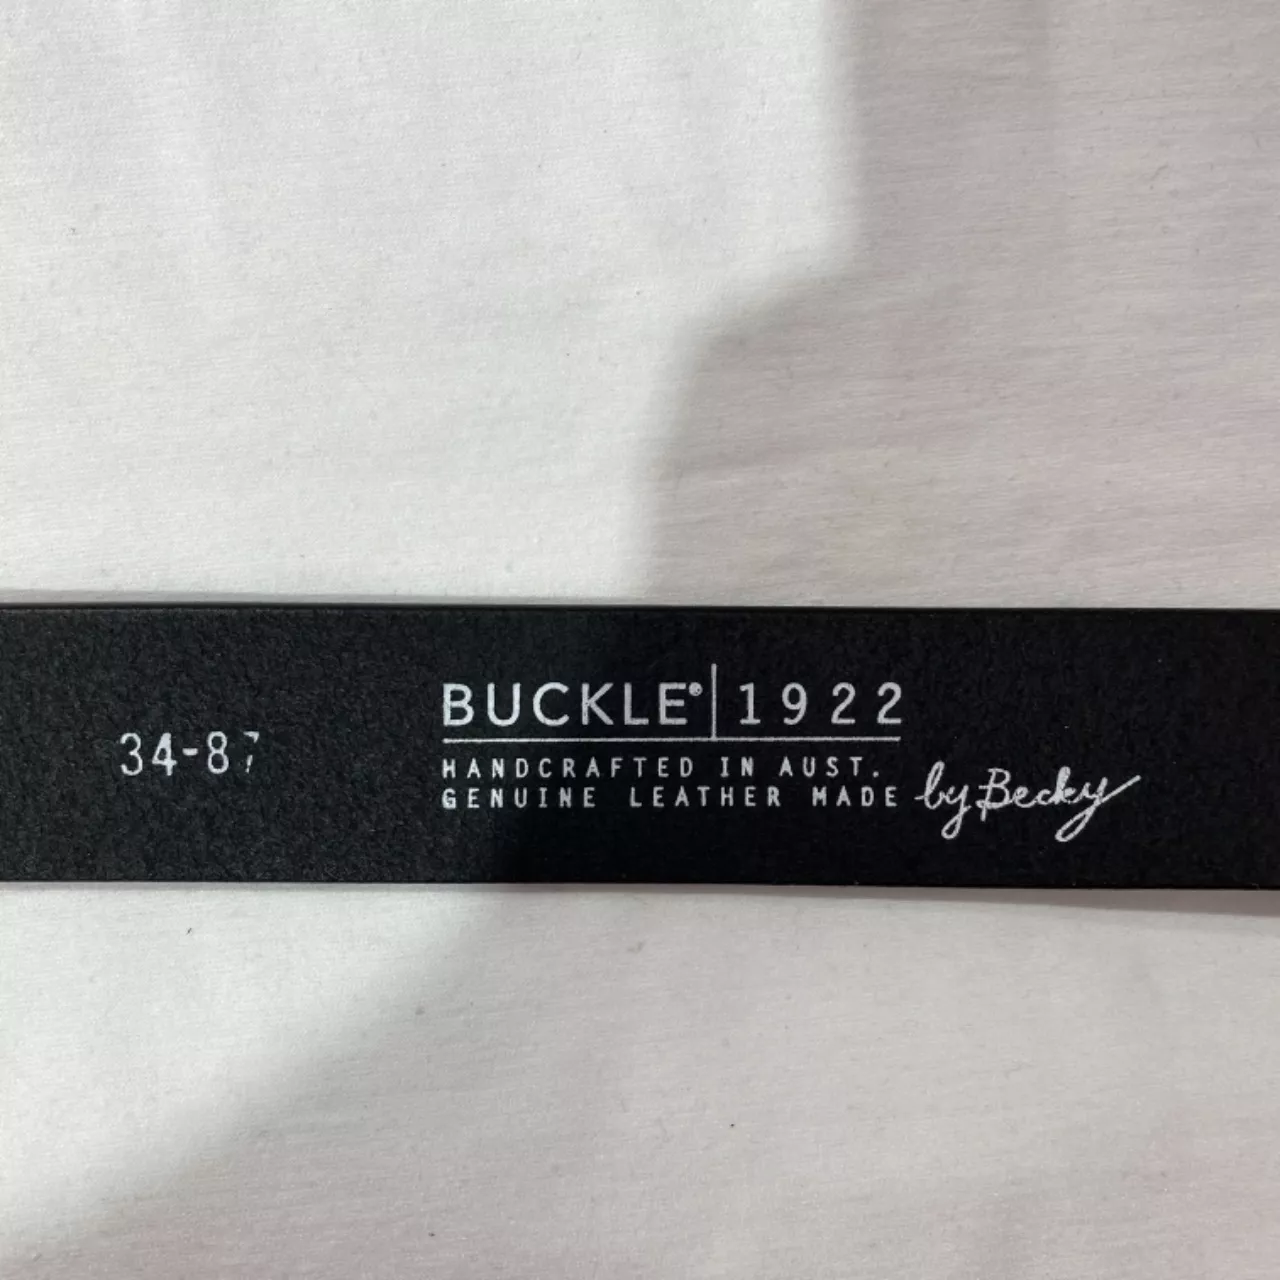 34-87
BUCKLE® | 1922
HANDCRAFTED IN AUST.
GENUINE LEATHER MADE by Becky